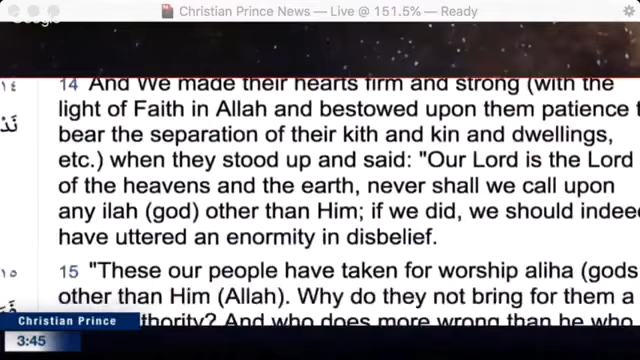 Christian Prince News — Live @ 151.5% — Ready
Google
14 And We made their hearts firm and strong (with the
light of Faith in Allah and bestowed upon them patience t
bear the separation of their kith and kin and dwellings,
etc.) when they stood up and said: "Our Lord is the Lord
of the heavens and the earth, never shall we call upon
any ilah (god) other than Him; if we did, we should indeed
have uttered an enormity in disbelief.
١٤
١٥
15 "These our people have taken for worship aliha (gods
other than Him (Allah). Why do they not bring for them a
thority? And who does more wrong than he who
Christian Prince
3:45